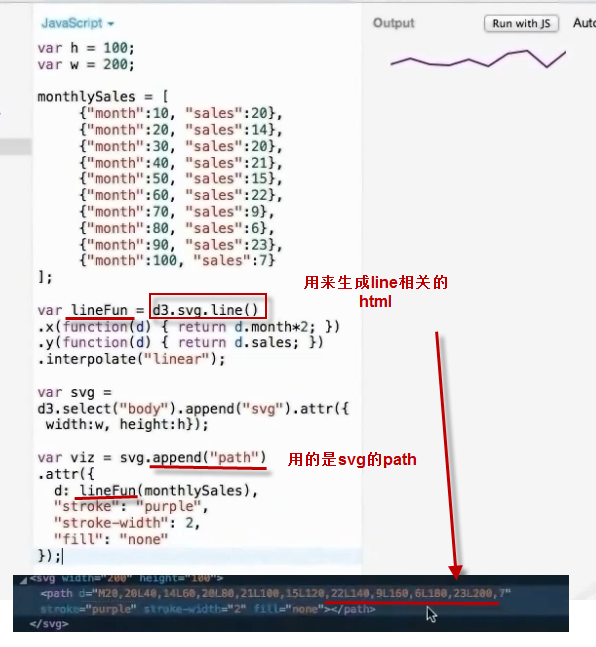 JavaScript
Output
Run with JS
Auto
var h = 100;
var w = 200;
monthlySales = [
{"month":10, "sales":20},
{"month":20, "sales":14},
{"month":30, "sales":20},
{"month":40, "sales":21},
{"month":50, "sales":15},
{"month":60, "sales":22},
{"month":70, "sales":9},
{"month":80, "sales":6},
{"month":90, "sales":23},
{"month":100, "sales":7}
];
用来生成line相关的
html
var lineFun = d3.svg.line()
.x(function(d) { return d.month*2; })
.y(function(d) { return d.sales; })
.interpolate("linear");
var svg =
d3.select("body").append("svg").attr({
width:w, height:h});
var viz = svg.append("path")
用的是svg的path
.attr({
d: lineFun(monthlySales),
"stroke": "purple",
"stroke-width": 2,
"fill": "none"
});
<svg width="200" height="100">
<path d="M20,20L40,14L60,20L80,21L100,15L120,22L140,9L160,6L180,23L200,7"
stroke="purple" stroke-width="2" fill="none"></path>
</svg>